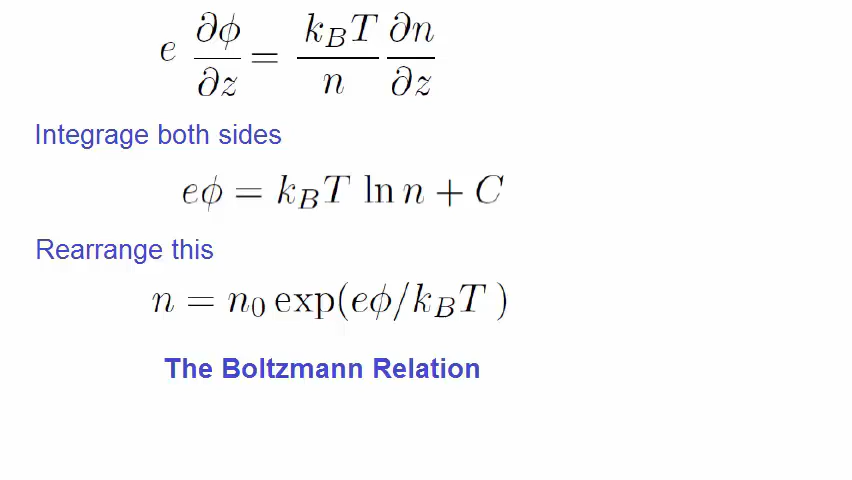 e ∂φ/∂z = k_B T/n ∂n/∂z
Integrage both sides
eφ = k_B T ln n + C
Rearrange this
n = n_0 exp(eφ/k_B T )
The Boltzmann Relation